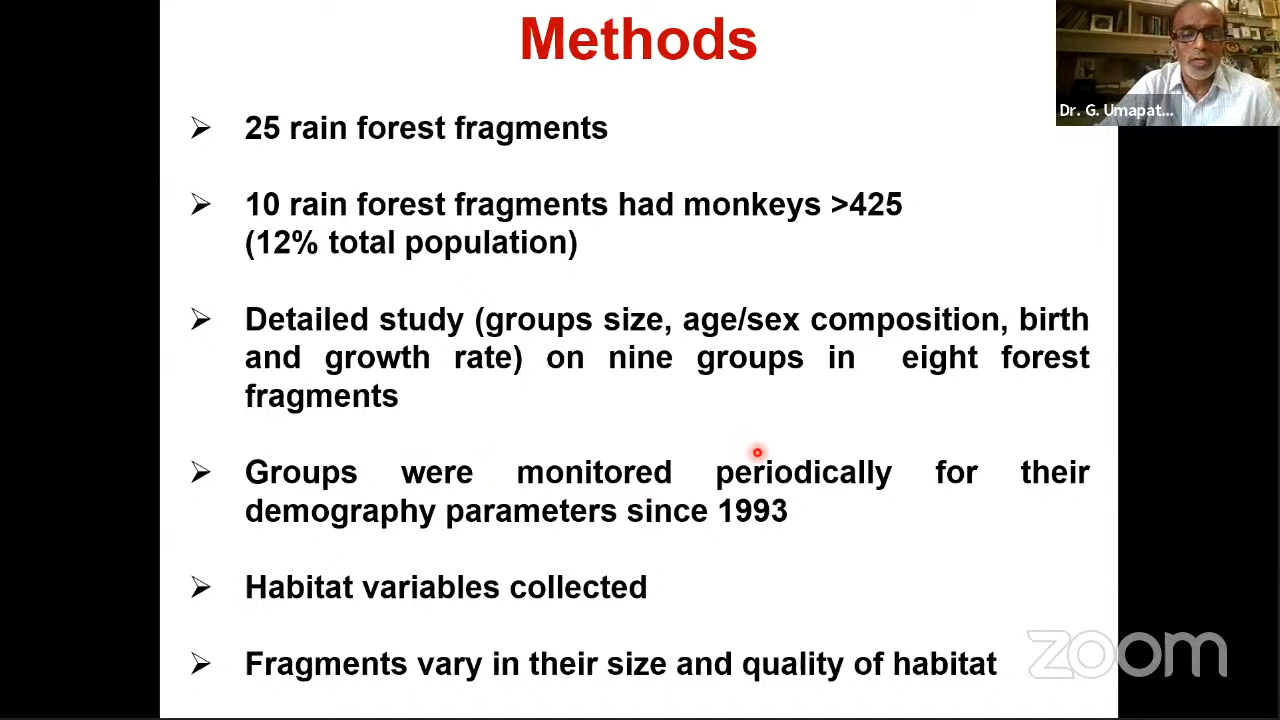 Methods
Dr. G. Umapat...
➢ 25 rain forest fragments
➢ 10 rain forest fragments had monkeys >425
(12% total population)
➢ Detailed study (groups size, age/sex composition, birth
and growth rate) on nine groups in eight forest
fragments
➢ Groups were monitored periodically for their
demography parameters since 1993
➢ Habitat variables collected
➢ Fragments vary in their size and quality of habitat
zoom